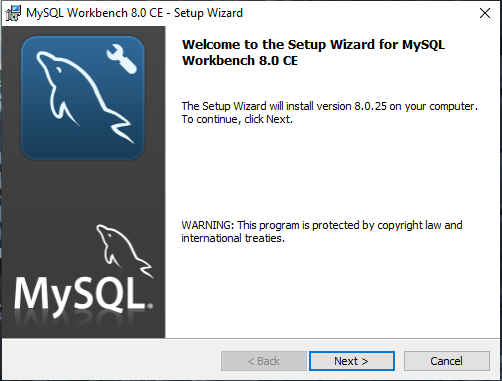 MySQL Workbench 8.0 CE - Setup Wizard
Welcome to the Setup Wizard for MySQL
Workbench 8.0 CE
The Setup Wizard will install version 8.0.25 on your computer.
To continue, click Next.
WARNING: This program is protected by copyright law and
international treaties.
MySQL®
< Back
Next >
Cancel